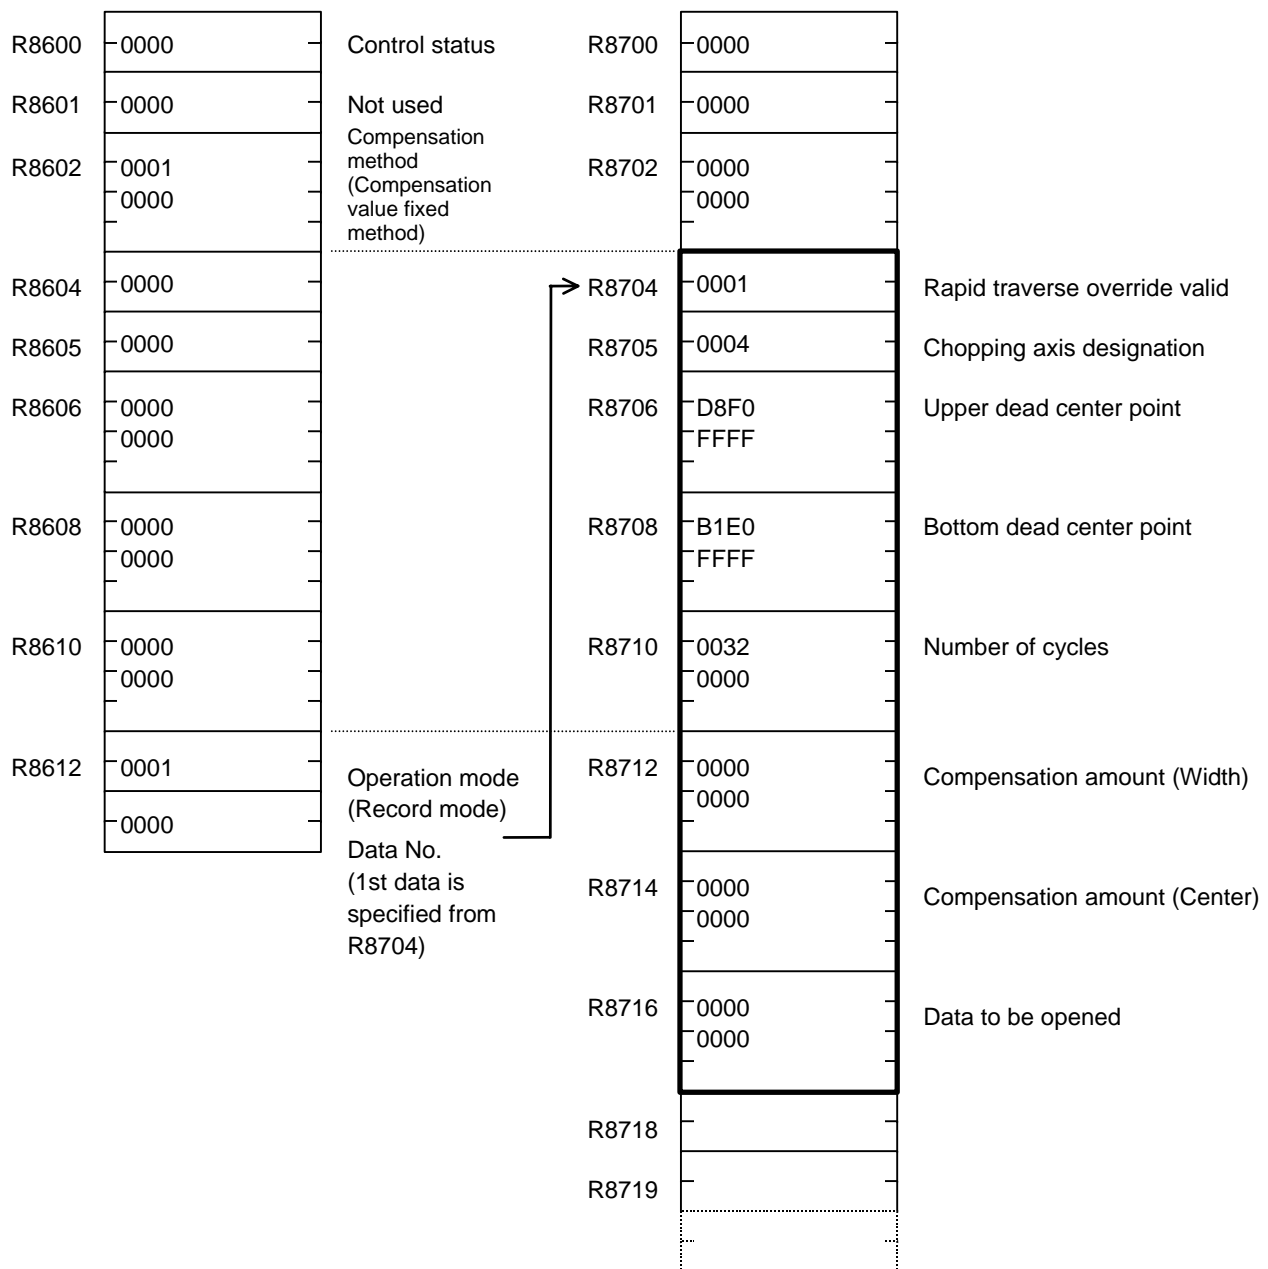 R8600 0000 Control status R8700 0000
R8601 0000 Not used R8701 0000
Compensation
method
(Compensation
value fixed
method)
R8602 0001
0000
R8702 0000
0000
R8604 0000 R8704 0001 Rapid traverse override valid
R8605 0000 R8705 0004 Chopping axis designation
R8606 0000 R8706 D8F0 Upper dead center point
0000 FFFF
R8608 0000 R8708 B1E0 Bottom dead center point
0000 FFFF
R8610 0000 R8710 0032 Number of cycles
0000 0000
R8612 0001 R8712 0000 Compensation amount (Width)
0000
Operation mode
(Record mode)
0000
Data No.
(1st data is
specified from
R8704)
R8714 0000 Compensation amount (Center)
0000
R8716 0000 Data to be opened
0000
R8718
R8719